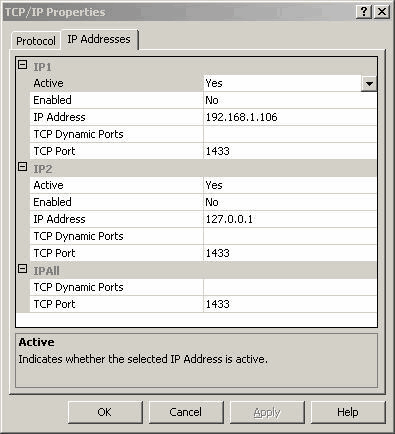 TCP/IP Properties
Protocol IP Addresses
IP1
Active Yes
Enabled No
IP Address 192.168.1.106
TCP Dynamic Ports
TCP Port 1433
IP2
Active Yes
Enabled No
IP Address 127.0.0.1
TCP Dynamic Ports
TCP Port 1433
IPAll
TCP Dynamic Ports
TCP Port 1433
Active
Indicates whether the selected IP Address is active.
OK Cancel Apply Help